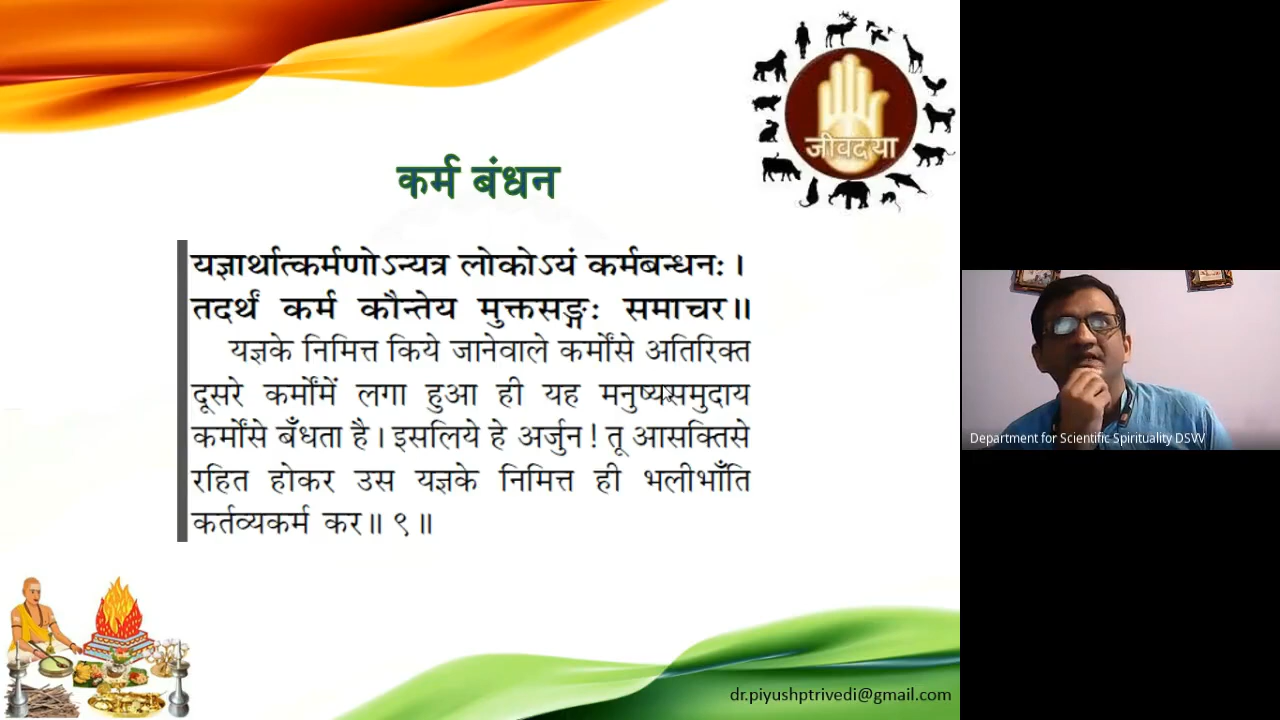 जीवदया
कर्म बंधन
यज्ञार्थात्कर्मणोऽन्यत्र लोकोऽयं कर्मबन्धनः ।
तदर्थं कर्म कौन्तेय मुक्तसङ्गः समाचर॥
यज्ञके निमित्त किये जानेवाले कर्मोंसे अतिरिक्त
दूसरे कर्मोंमें लगा हुआ ही यह मनुष्यसमुदाय
कर्मोंसे बँधता है । इसलिये हे अर्जुन ! तू आसक्तिसे
रहित होकर उस यज्ञके निमित्त ही भलीभाँति
कर्तव्यकर्म कर॥ ९ ॥
Department for Scientific Spirituality DSVV
dr.piyushptrivedi@gmail.com